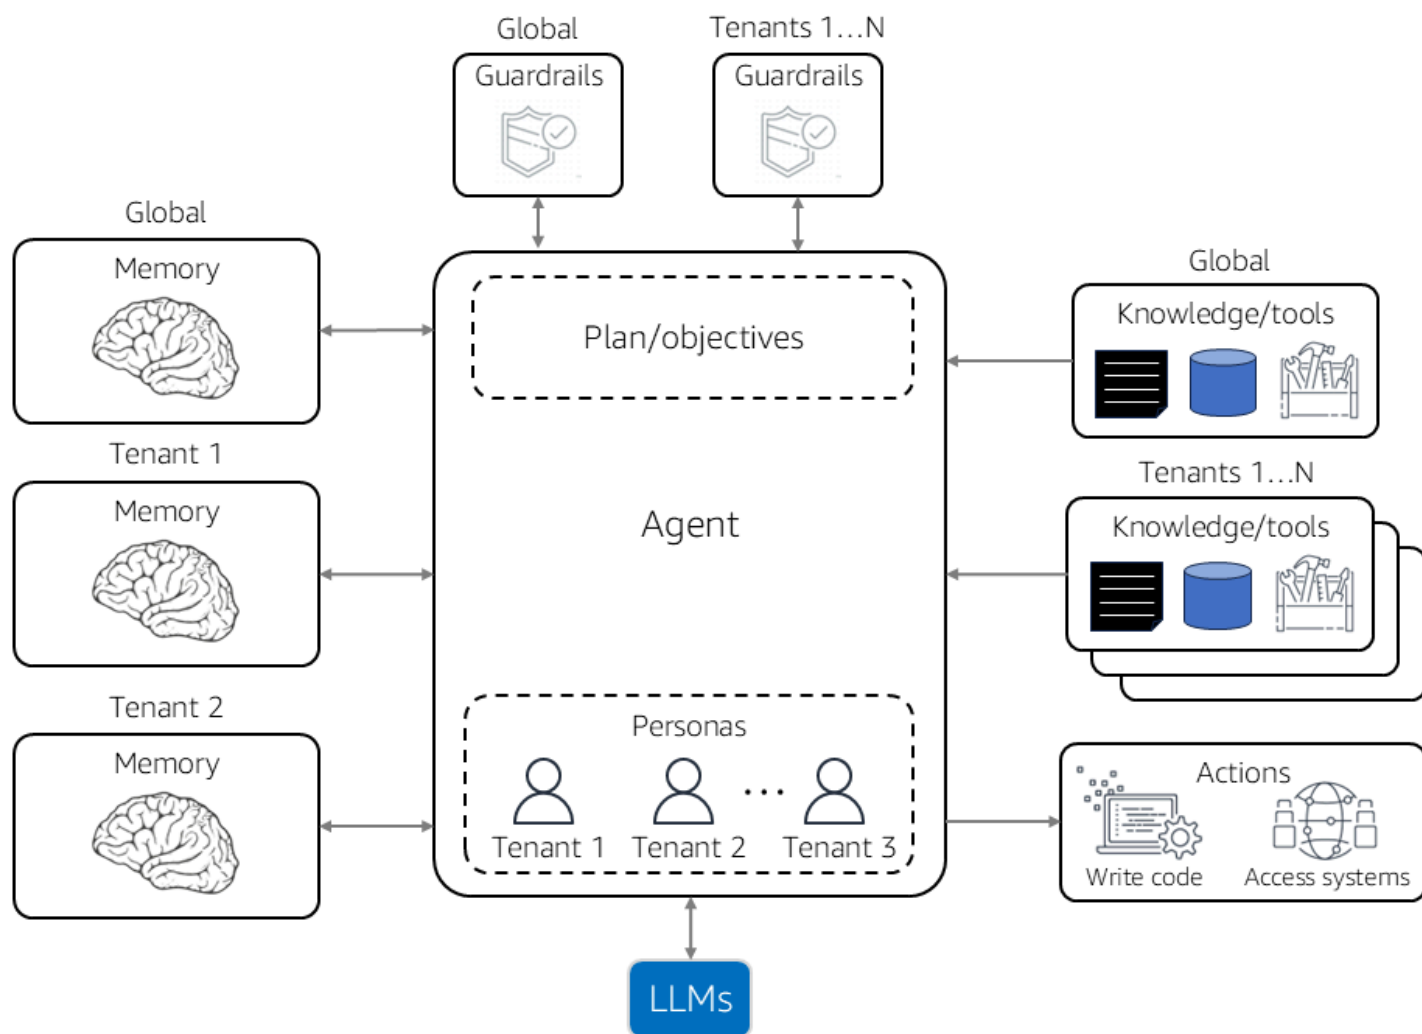 Global
Guardrails
Tenants 1...N
Guardrails
Global
Memory
Tenant 1
Memory
Tenant 2
Memory
Plan/objectives
Agent
Personas
Tenant 1
Tenant 2
...
Tenant 3
LLMs
Global
Knowledge/tools
Tenants 1...N
Knowledge/tools
Actions
Write code
Access systems